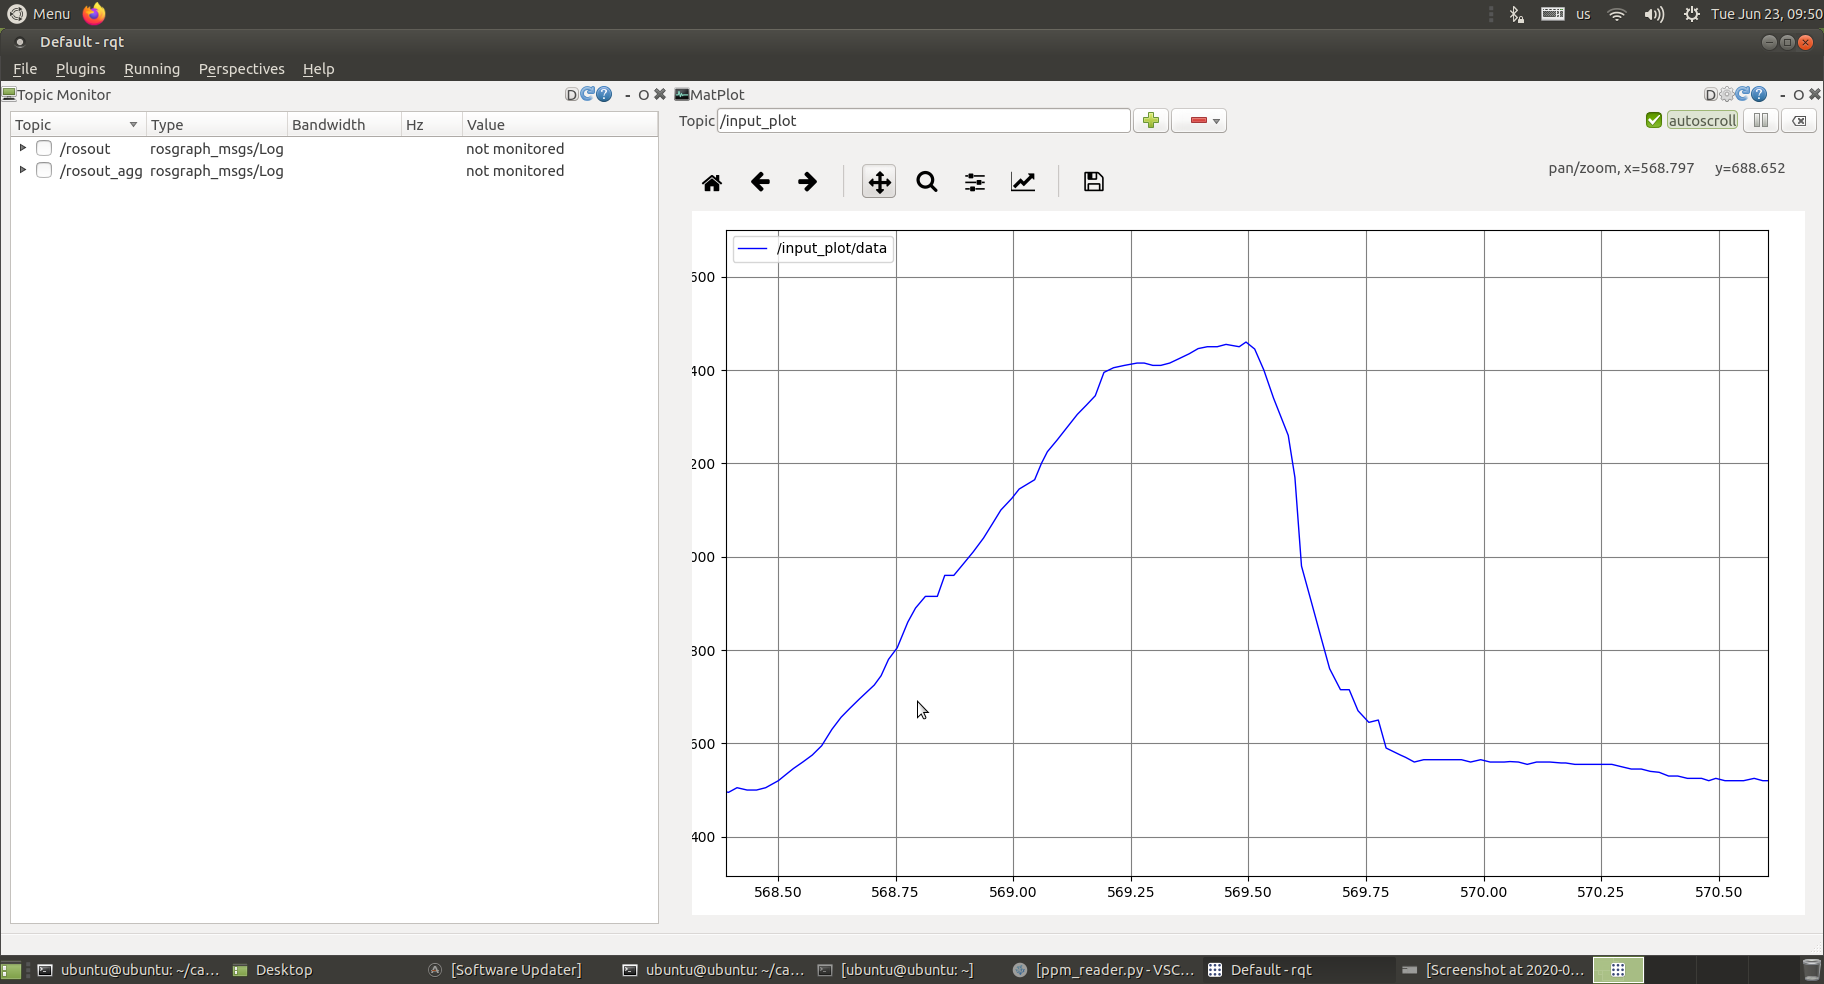 Menu us Tue Jun 23, 09:50
Default - rqt
File Plugins Running Perspectives Help
Topic Monitor D ? - O
MatPlot D ? - O
Topic Type Bandwidth Hz Value
/rosout rosgraph_msgs/Log not monitored
/rosout_agg rosgraph_msgs/Log not monitored
Topic /input_plot autoscroll
pan/zoom, x=568.797 y=688.652
/input_plot/data
600
400
200
000
800
600
400
568.50 568.75 569.00 569.25 569.50 569.75 570.00 570.25 570.50
ubuntu@ubuntu: ~/ca... Desktop [Software Updater] ubuntu@ubuntu: ~/ca... [ubuntu@ubuntu: ~] [ppm_reader.py - VSC... Default - rqt [Screenshot at 2020-0...